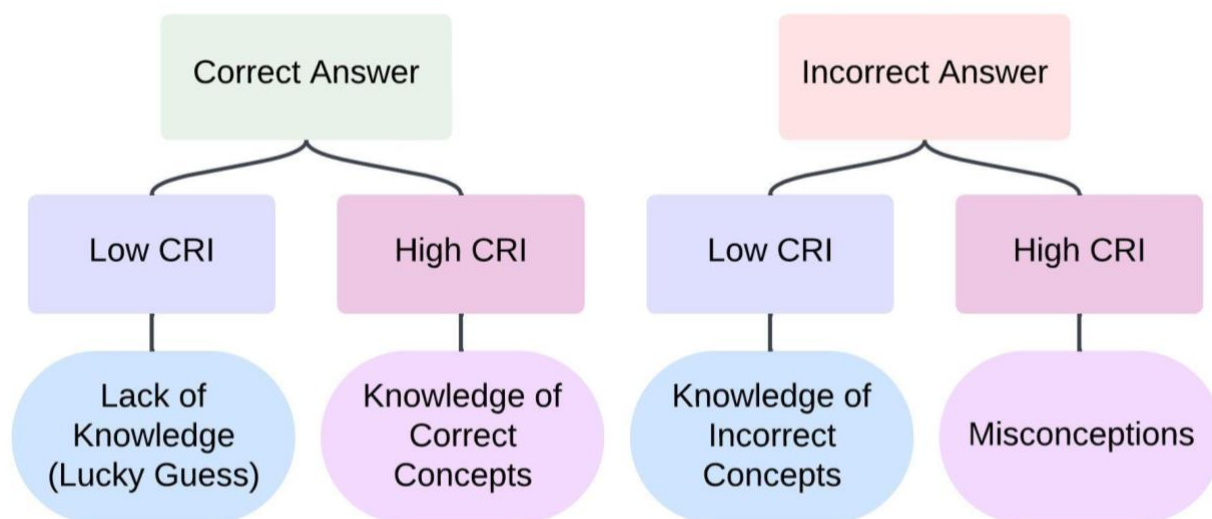 Correct Answer
Incorrect Answer
Low CRI
High CRI
Low CRI
High CRI
Lack of
Knowledge
(Lucky Guess)
Knowledge of
Correct
Concepts
Knowledge of
Incorrect
Concepts
Misconceptions